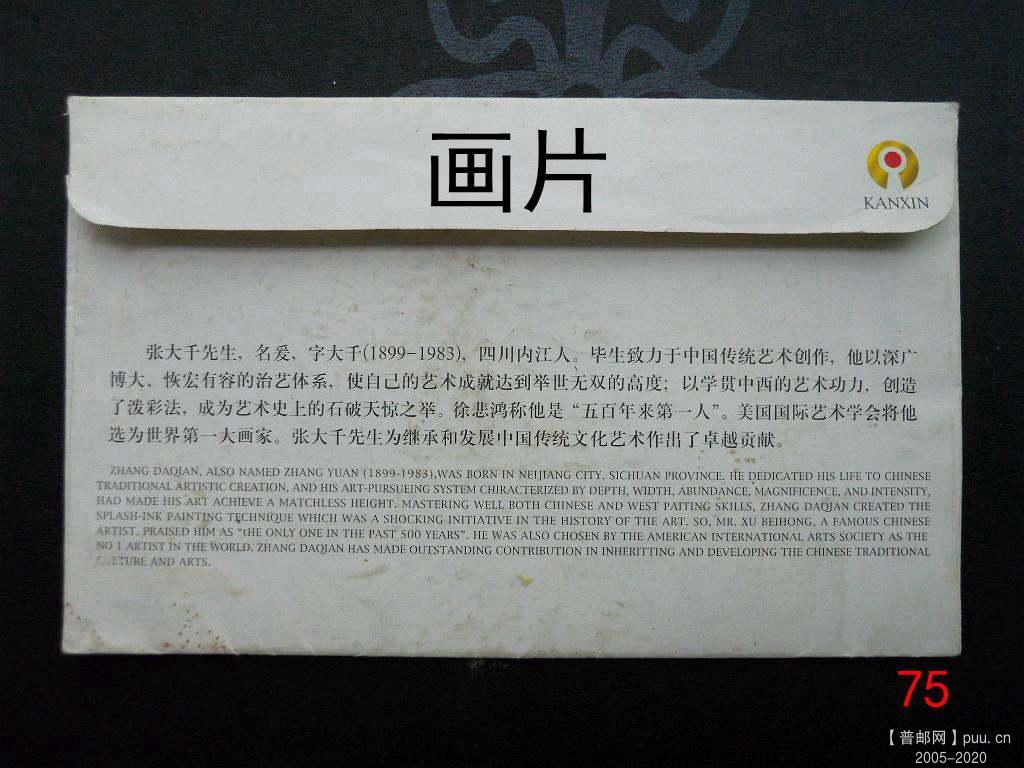 画片
KANXIN
张大千先生，名爰，字大千(1899-1983)，四川内江人。毕生致力于中国传统艺术创作，他以深广
博大、恢宏有容的治艺体系，使自己的艺术成就达到举世无双的高度；以学贯中西的艺术功力，创造
了泼彩法，成为艺术史上的石破天惊之举。徐悲鸿称他是“五百年来第一人”。美国国际艺术学会将他
选为世界第一大画家。张大千先生为继承和发展中国传统文化艺术作出了卓越贡献。
ZHANG DAQIAN, ALSO NAMED ZHANG YUAN (1899-1983),WAS BORN IN NEIJIANG CITY, SICHUAN PROVINCE. HE DEDICATED HIS LIFE TO CHINESE
TRADITIONAL ARTISTIC CREATION, AND HIS ART-PURSUEING SYSTEM CHIRACTERIZED BY DEPTH, WIDTH, ABUNDANCE, MAGNIFICENCE, AND INTENSITY,
HAD MADE HIS ART ACHIEVE A MATCHLESS HEIGHT. MASTERING WELL BOTH CHINESE AND WEST PAITING SKILLS, ZHANG DAQIAN CREATED THE
SPLASH-INK PAINTING TECHNIQUE WHICH WAS A SHOCKING INITIATIVE IN THE HISTORY OF THE ART. SO, MR. XU BEIHONG, A FAMOUS CHINESE
ARTIST, PRAISED HIM AS “tHE ONLY ONE IN THE PAST 500 YEARS”. HE WAS ALSO CHOSEN BY THE AMERICAN INTERNATIONAL ARTS SOCIETY AS THE
NO 1 ARTIST IN THE WORLD. ZHANG DAQIAN HAS MADE OUTSTANDING CONTRIBUTION IN INHERITTING AND DEVELOPING THE CHINESE TRADITIONAL
CULTURE AND ARTS.
75
【普邮网】puu.cn
2005-2020